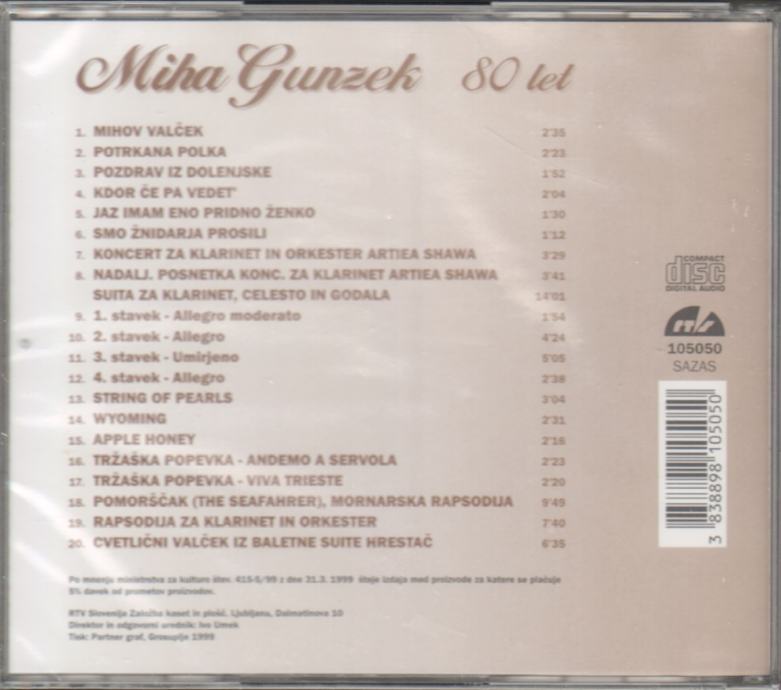 Miha Gunzek 80 let
1. MIHOV VALČEK 2'35
2. POTRKANA POLKA 2'23
3. POZDRAV IZ DOLENJSKE 1'52
4. KDOR ČE PA VEDET' 2'04
5. JAZ IMAM ENO PRIDNO ŽENKO 1'30
6. SMO ŽNIDARJA PROSILI 1'12
7. KONCERT ZA KLARINET IN ORKESTER ARTIEA SHAWA 3'29
8. NADALJ. POSNETKA KONC. ZA KLARINET ARTIEA SHAWA 3'41
SUITA ZA KLARINET, CELESTO IN GODALA 14'01
9. 1. stavek - Allegro moderato 1'54
10. 2. stavek - Allegro 4'24
11. 3. stavek - Umirjeno 5'05
12. 4. stavek - Allegro 2'38
13. STRING OF PEARLS 3'04
14. WYOMING 2'31
15. APPLE HONEY 2'16
16. TRŽAŠKA POPEVKA - ANDEMO A SERVOLA 2'23
17. TRŽAŠKA POPEVKA - VIVA TRIESTE 2'20
18. POMORŠČAK (THE SEAFAHRER), MORNARSKA RAPSODIJA 9'49
19. RAPSODIJA ZA KLARINET IN ORKESTER 7'40
20. CVETLIČNI VALČEK IZ BALETNE SUITE HRESTAČ 6'35
COMPACT
disc
DIGITAL AUDIO
RTVS
105050
SAZAS
3 838898 105050
Po mnenju ministrstva za kulturo štev. 415-5/99 z dne 31.3. 1999 šteje izdaja med proizvode za katere se plačuje
5% davek od prometov proizvodov.
RTV Slovenija Založba kaset in plošč, Ljubljana, Dalmatinova 10
Direktor in odgovorni urednik: Ivo Umek
Tisk: Partner graf, Grosuplje 1999